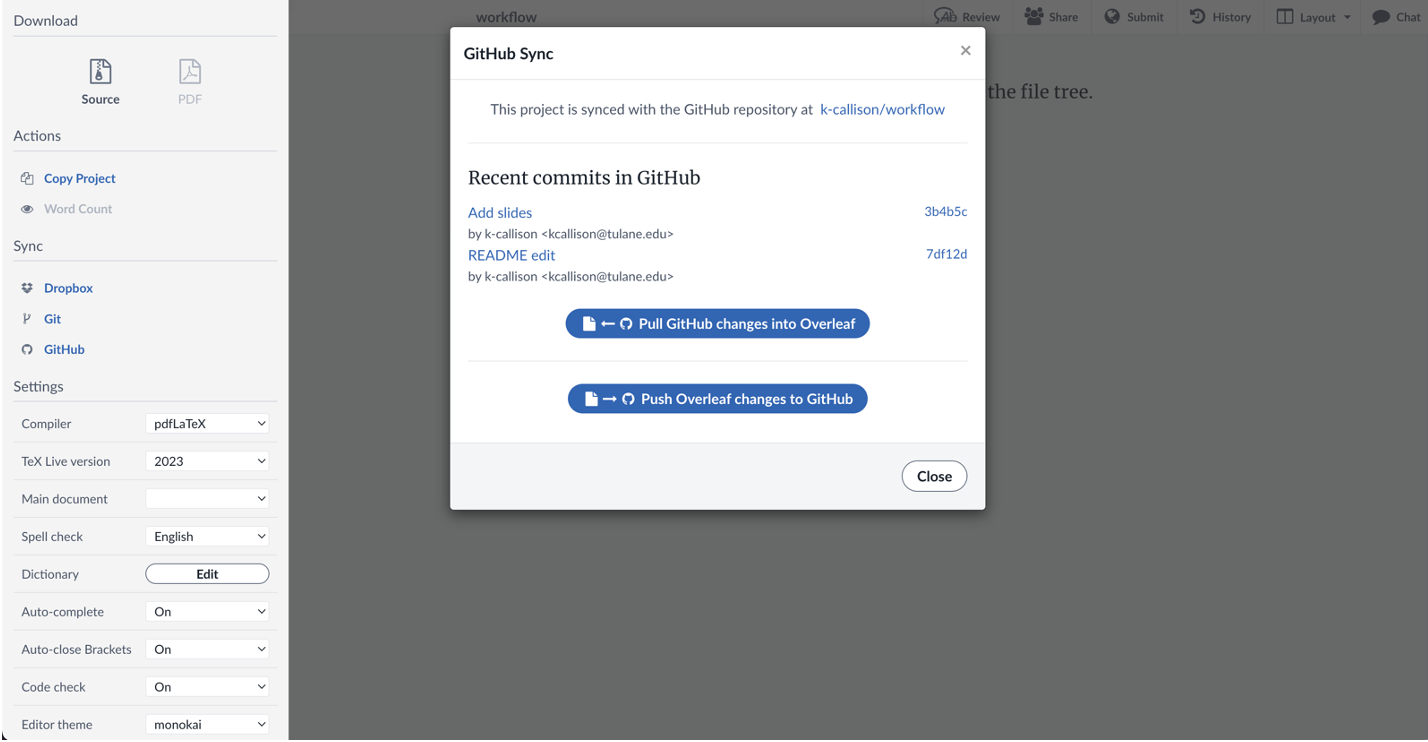 Download
Source
PDF
Actions
Copy Project
Word Count
Sync
Dropbox
Git
GitHub
Settings
Compiler pdfLaTeX
TeX Live version 2023
Main document
Spell check English
Dictionary Edit
Auto-complete On
Auto-close Brackets On
Code check On
Editor theme monokai
workflow
Review Share Submit History Layout Chat
the file tree.
GitHub Sync ×
This project is synced with the GitHub repository at k-callison/workflow
Recent commits in GitHub
Add slides 3b4b5c
by k-callison <kcallison@tulane.edu>
README edit 7df12d
by k-callison <kcallison@tulane.edu>
Pull GitHub changes into Overleaf
Push Overleaf changes to GitHub
Close